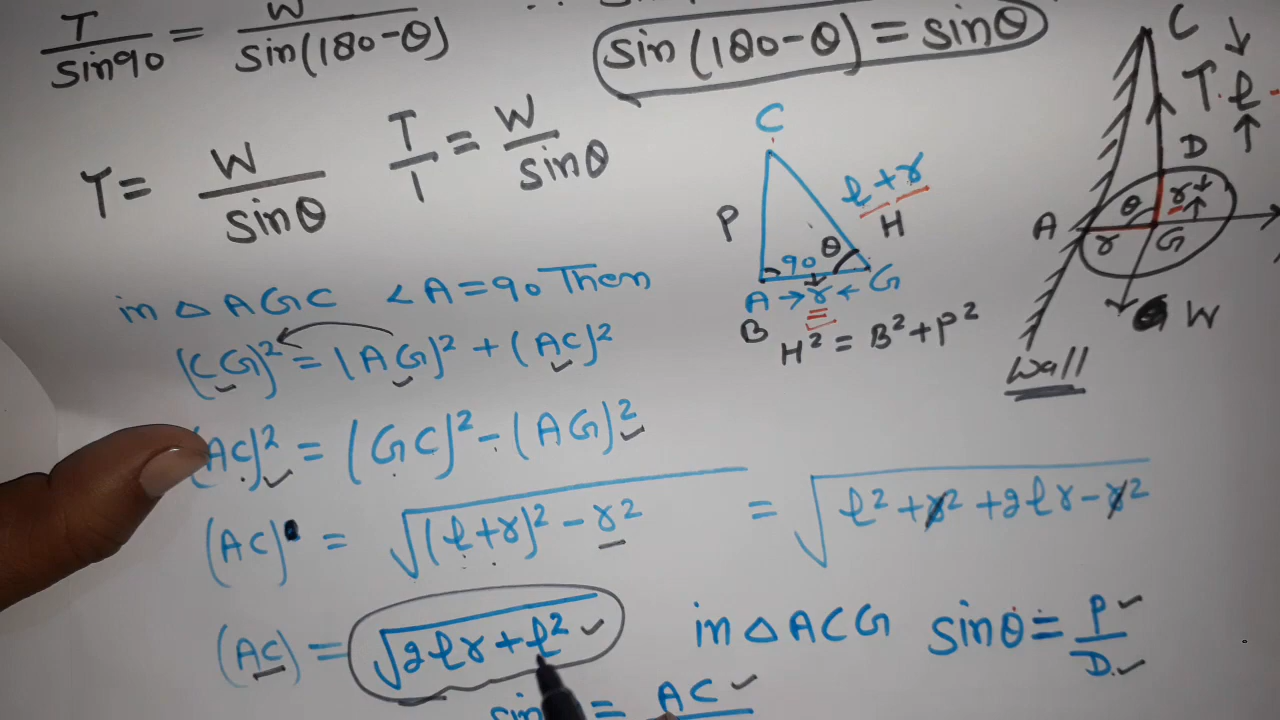 T/sin90 = W/sin(180-θ)
sin(180-θ) = sinθ
T = W/sinθ
T/1 = W/sinθ
in △ AGC ∠A=90 Then
(CG)² = (AG)² + (AC)²
(AC)² = (GC)² - (AG)²
(AC) = √(l+r)² - r² = √l² + r² + 2lr - r²
(AC) = √2lr + l²
in △ ACG sinθ = P/D
= AC
C
P
l+r
H
90 θ
A → r ← G
B
H² = B² + P²
C
T. l
D
A
θ
r
r
G
W
Wall